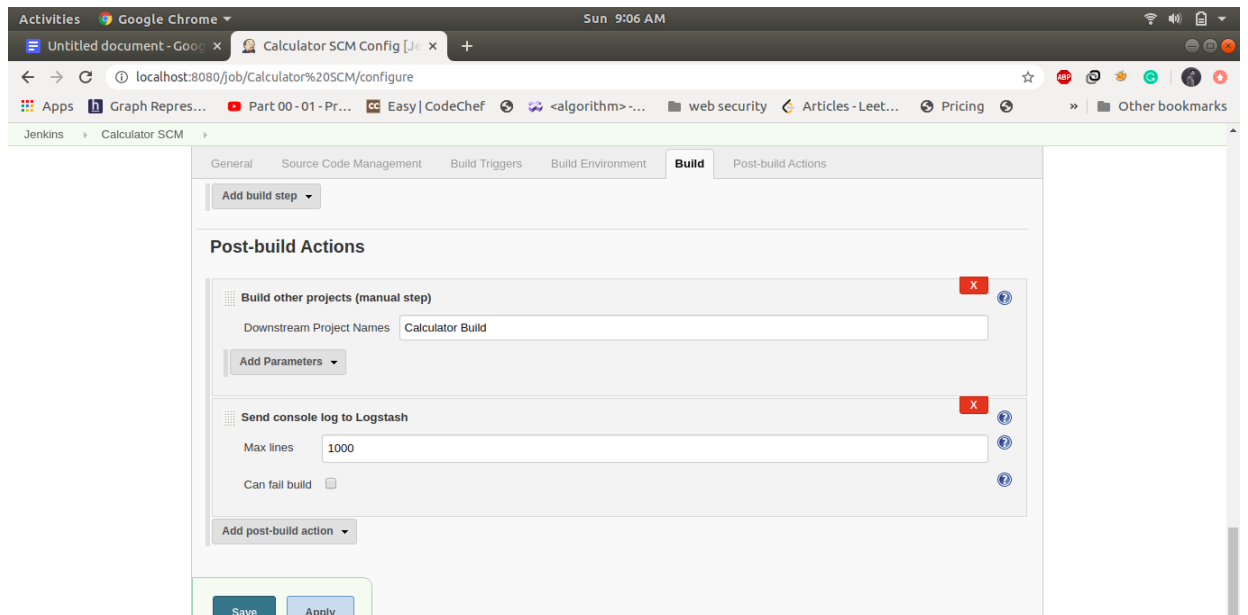 Activities Google Chrome Sun 9:06 AM
Untitled document - Goog × Calculator SCM Config [Je × +
localhost:8080/job/Calculator%20SCM/configure ABP
Apps h Graph Repres... Part 00 - 01 - Pr... CC Easy | CodeChef <algorithm> -... web security Articles - Leet... Pricing » Other bookmarks
Jenkins Calculator SCM
General Source Code Management Build Triggers Build Environment Build Post-build Actions
Add build step
Post-build Actions
X
Build other projects (manual step)
Downstream Project Names Calculator Build
Add Parameters
X
Send console log to Logstash
Max lines 1000
Can fail build
Add post-build action
Save Apply